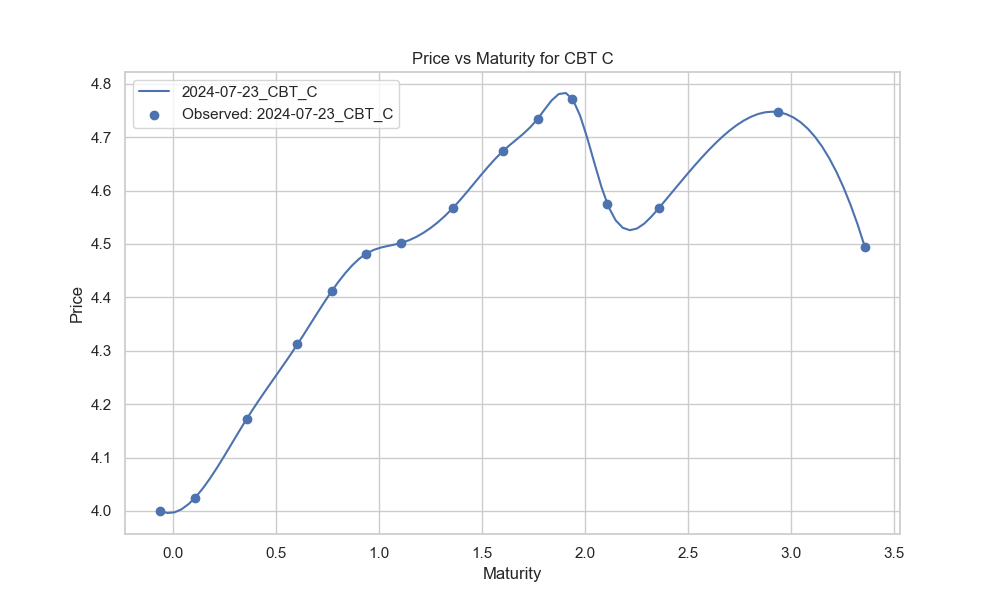 Price vs Maturity for CBT C
2024-07-23_CBT_C
Observed: 2024-07-23_CBT_C
Price
4.8
4.7
4.6
4.5
4.4
4.3
4.2
4.1
4.0
0.0 0.5 1.0 1.5 2.0 2.5 3.0 3.5
Maturity